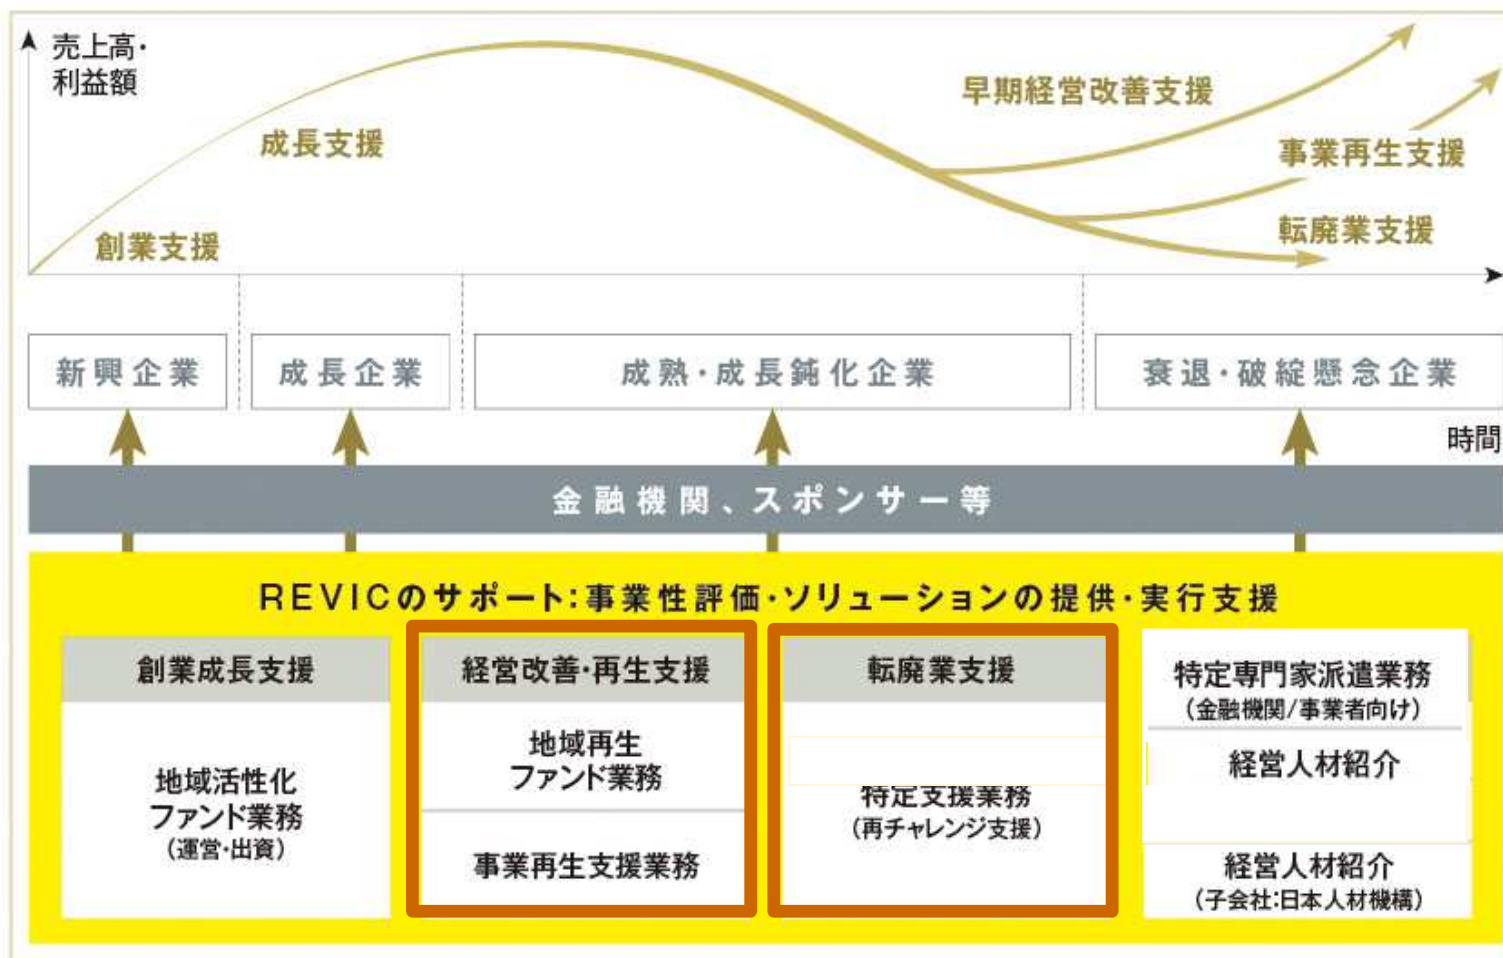 売上高・
利益額
早期経営改善支援
成長支援
事業再生支援
創業支援
転廃業支援
新興企業
成長企業
成熟・成長鈍化企業
衰退・破綻懸念企業
時間
金融機関、スポンサー等
REVICのサポート:事業性評価・ソリューションの提供・実行支援
創業成長支援
地域活性化
ファンド業務
(運営・出資)
経営改善・再生支援
地域再生
ファンド業務
事業再生支援業務
転廃業支援
特定支援業務
(再チャレンジ支援)
特定専門家派遣業務
(金融機関/事業者向け)
経営人材紹介
経営人材紹介
(子会社:日本人材機構)